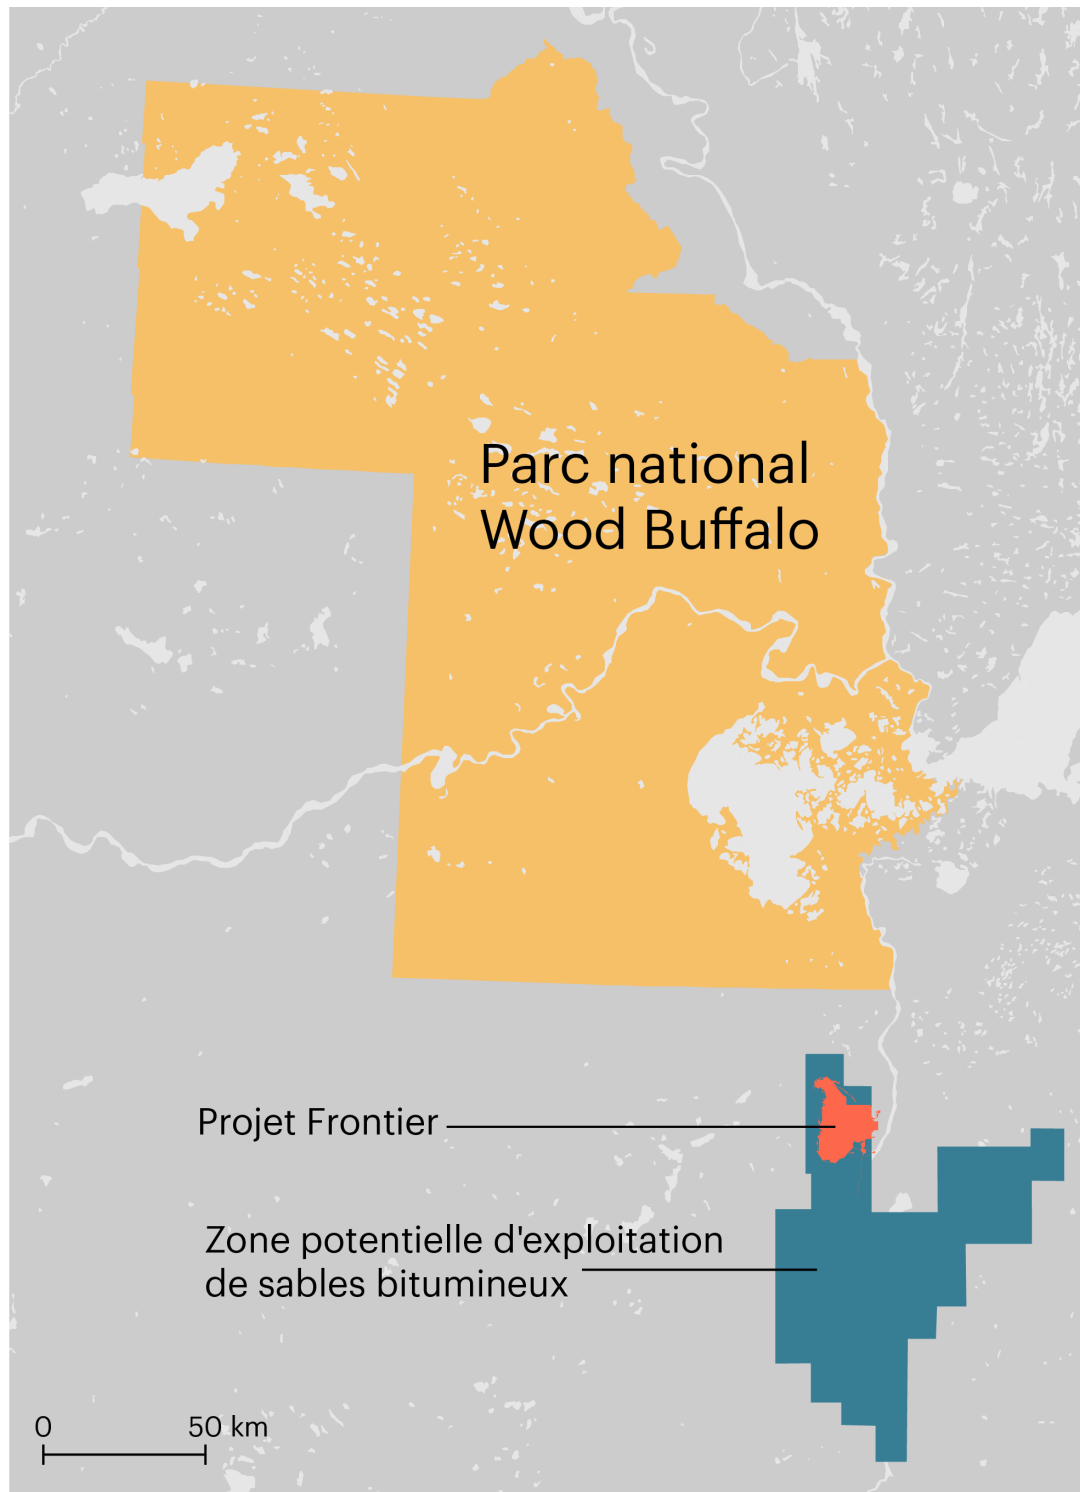 Parc national
Wood Buffalo
Projet Frontier
Zone potentielle d'exploitation
de sables bitumineux
0 50 km